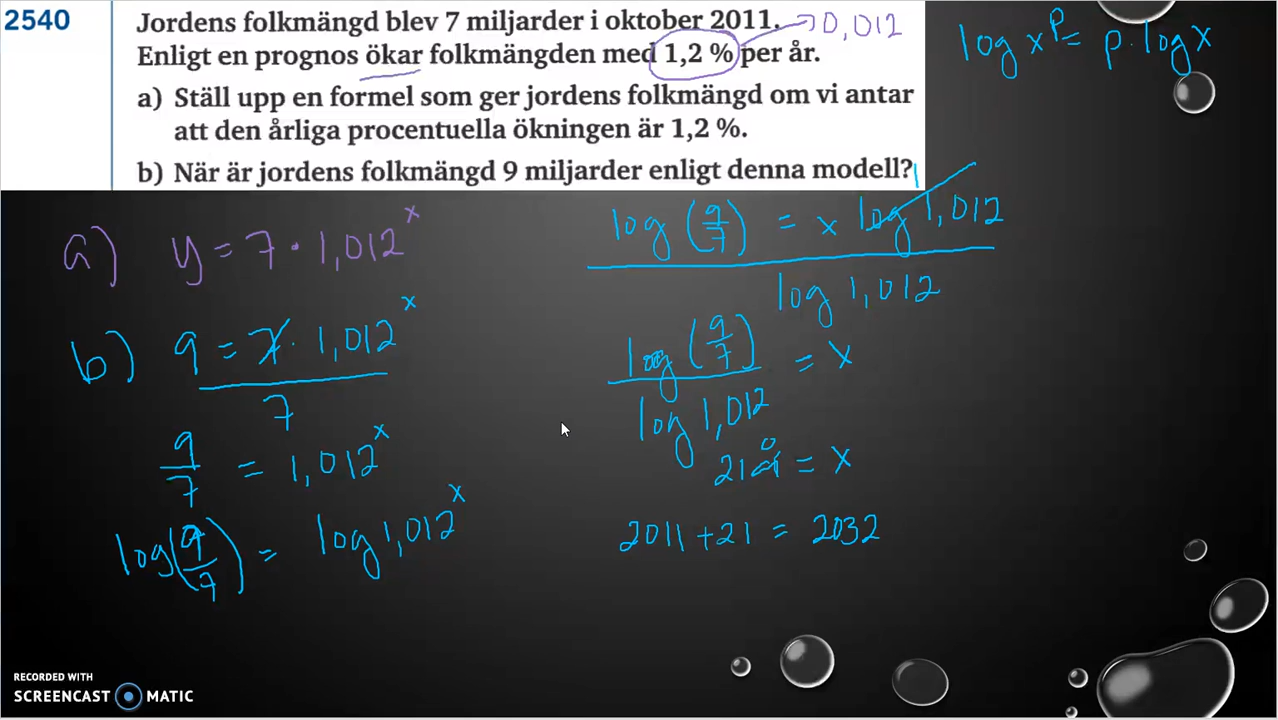 2540
Jordens folkmängd blev 7 miljarder i oktober 2011.
Enligt en prognos ökar folkmängden med 1,2 % per år.
a) Ställ upp en formel som ger jordens folkmängd om vi antar
att den årliga procentuella ökningen är 1,2 %.
b) När är jordens folkmängd 9 miljarder enligt denna modell?
0,012
log x^p = p · log x
a) y = 7 · 1,012^x
b) 9 = 7 · 1,012^x
7
9/7 = 1,012^x
log(9/7) = log 1,012^x
log (9/7) = x log 1,012
log 1,012
log (9/7) = x
log 1,012
21 å = x
2011 + 21 = 2032
RECORDED WITH
SCREENCAST MATIC